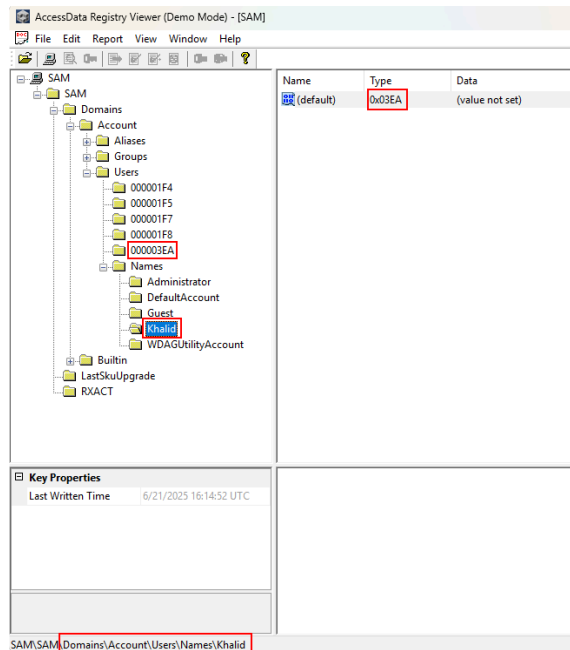 AccessData Registry Viewer (Demo Mode) - [SAM]
File Edit Report View Window Help
SAM
SAM
Domains
Account
Aliases
Groups
Users
000001F4
000001F5
000001F7
000001F8
000003EA
Names
Administrator
DefaultAccount
Guest
Khalid
WDAGUtilityAccount
Builtin
LastSkuUpgrade
RXACT
Name Type Data
(default) 0x03EA (value not set)
Key Properties
Last Written Time 6/21/2025 16:14:52 UTC
SAM\SAM\Domains\Account\Users\Names\Khalid